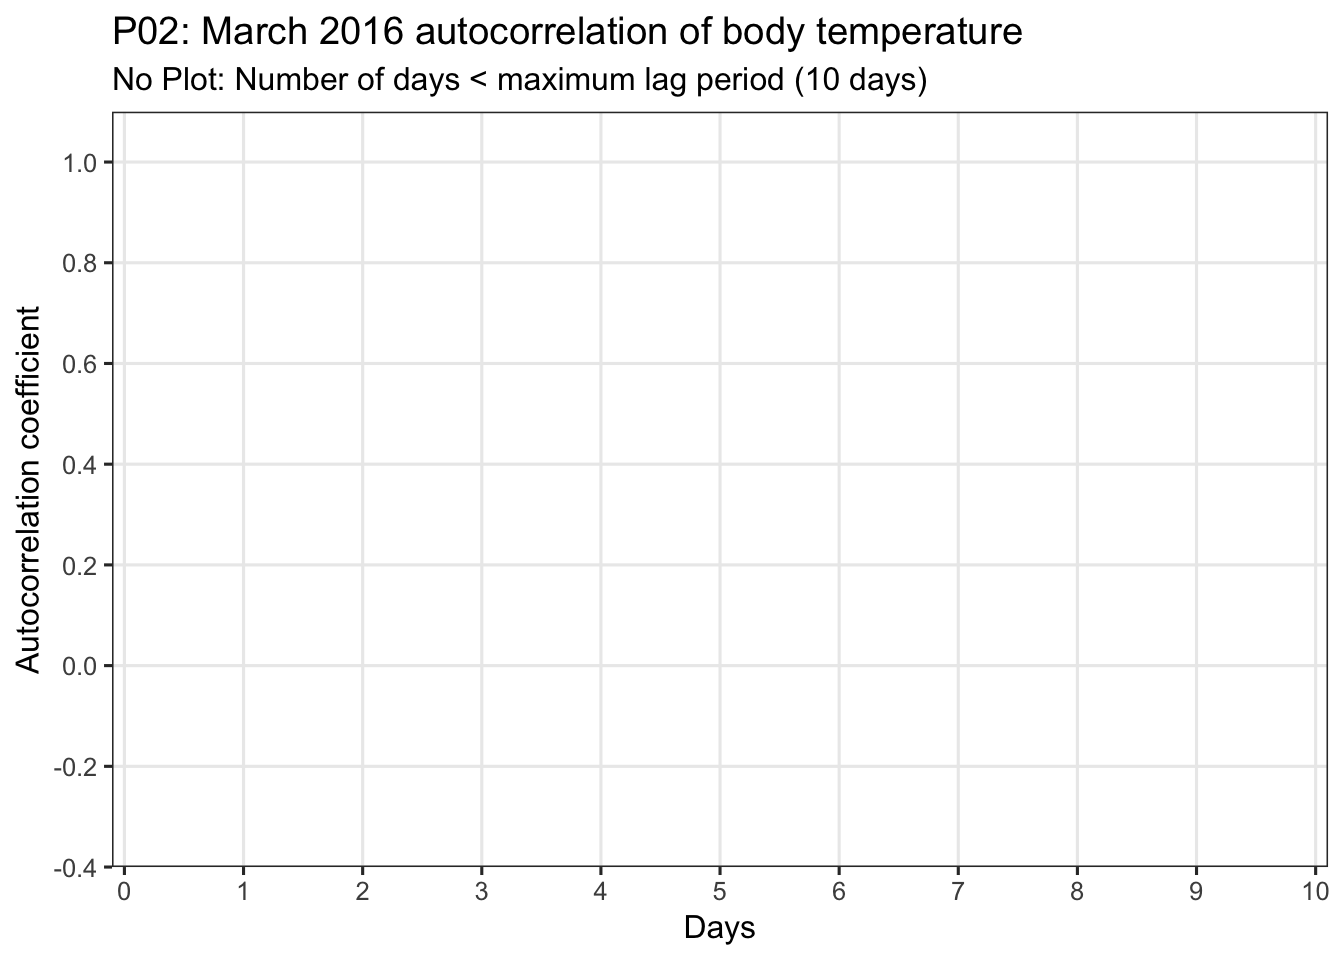 P02: March 2016 autocorrelation of body temperature
No Plot: Number of days < maximum lag period (10 days)
Autocorrelation coefficient
1.0
0.8
0.6
0.4
0.2
0.0
-0.2
-0.4
0 1 2 3 4 5 6 7 8 9 10
Days